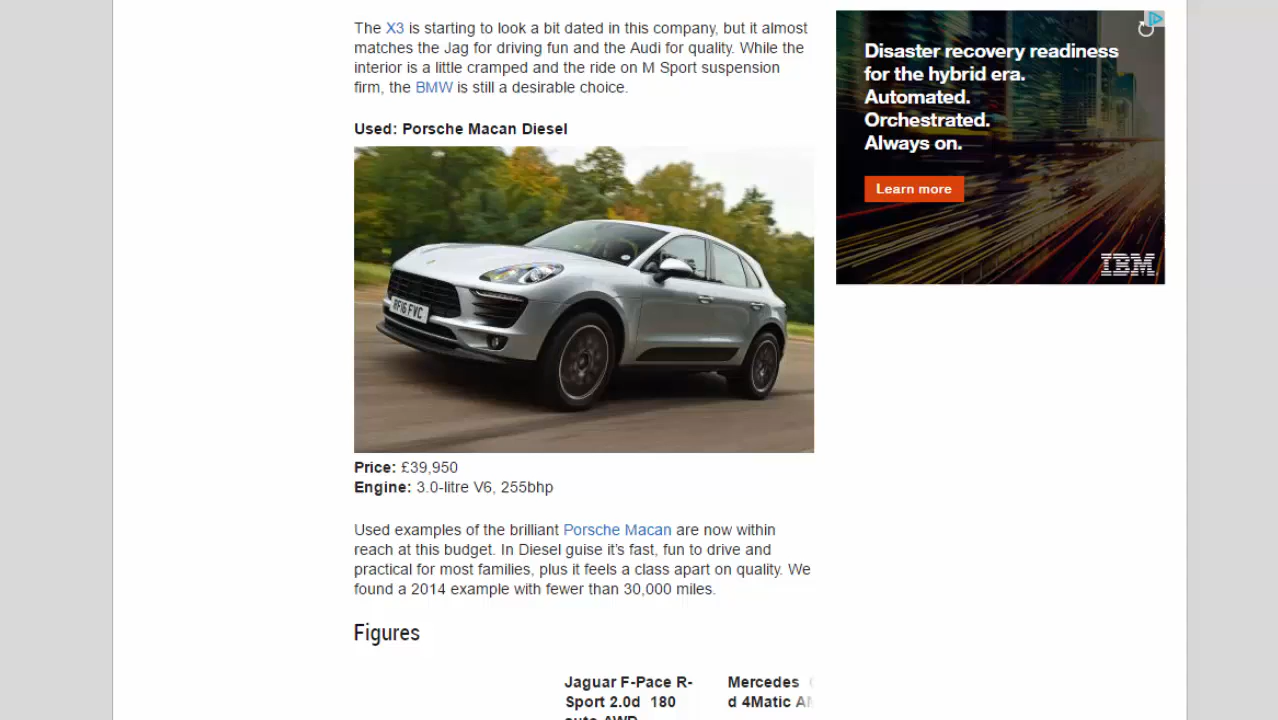 The X3 is starting to look a bit dated in this company, but it almost
matches the Jag for driving fun and the Audi for quality. While the
interior is a little cramped and the ride on M Sport suspension
firm, the BMW is still a desirable choice.
Used: Porsche Macan Diesel
RF16 FVC
Price: £39,950
Engine: 3.0-litre V6, 255bhp
Used examples of the brilliant Porsche Macan are now within
reach at this budget. In Diesel guise it’s fast, fun to drive and
practical for most families, plus it feels a class apart on quality. We
found a 2014 example with fewer than 30,000 miles.
Figures
Jaguar F-Pace R-
Sport 2.0d 180
auto AWD
Mercedes
d 4Matic
Disaster recovery readiness
for the hybrid era.
Automated.
Orchestrated.
Always on.
Learn more
IBM